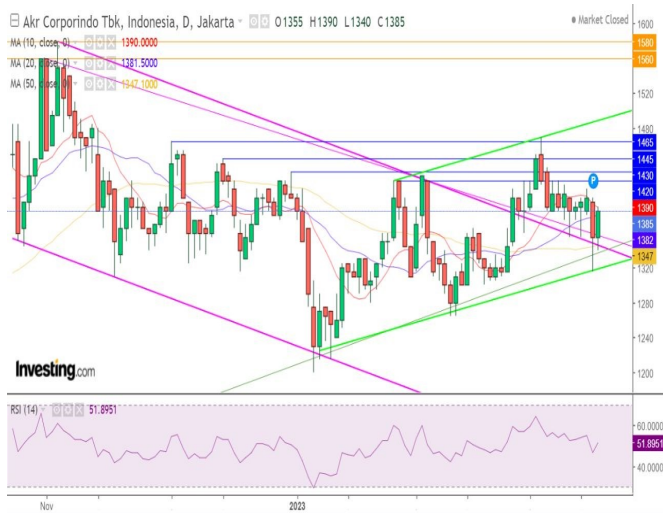 Akr Corporindo Tbk, Indonesia, D, Jakarta O1355 H1390 L1340 C1385
Market Closed
MA (10, close, 0) 1390.0000
MA (20, close, 0) 1381.5000
MA (50, close, 0) 1347.1000
1600
1580
1560
1520
1480
1465
1445
1430
1420
1390
1385
1382
1347
1320
1280
1240
1200
P
Investing.com
RSI (14) 51.8951
60.0000
51.8951
40.0000
Nov 2023